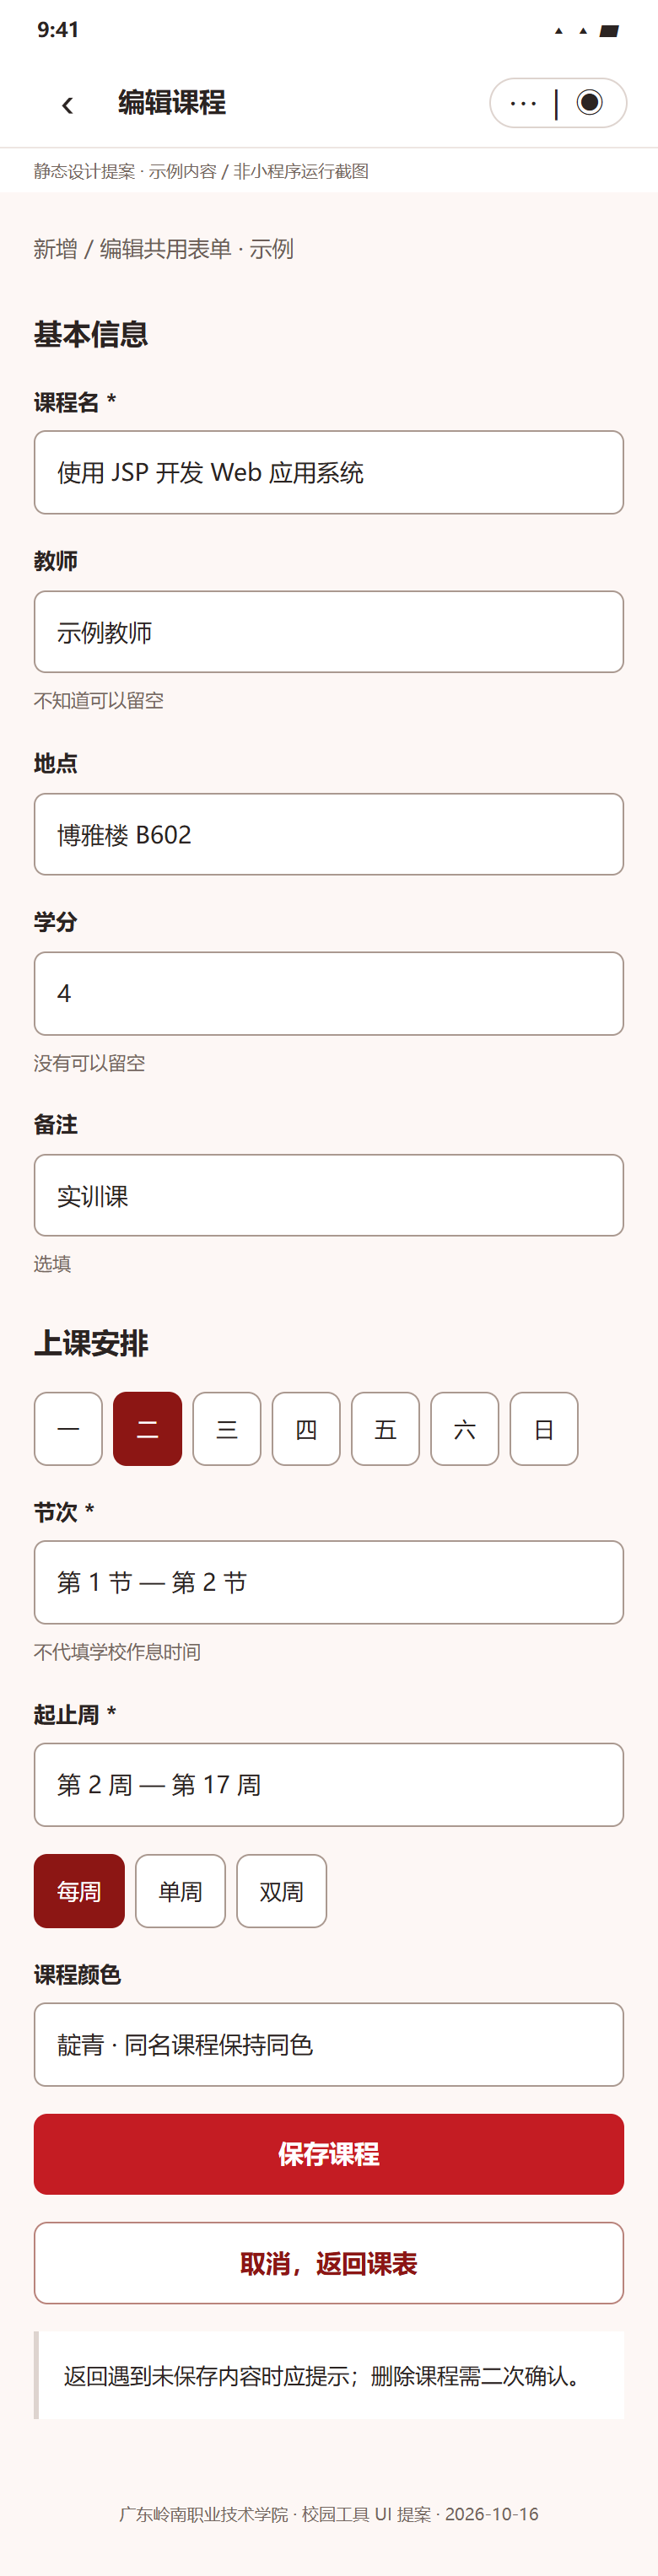 9:41
编辑课程
静态设计提案 · 示例内容 / 非小程序运行截图
新增 / 编辑共用表单 · 示例
基本信息
课程名 *
使用 JSP 开发 Web 应用系统
教师
示例教师
不知道可以留空
地点
博雅楼 B602
学分
4
没有可以留空
备注
实训课
选填
上课安排
一 二 三 四 五 六 日
节次 *
第 1 节 — 第 2 节
不代填学校作息时间
起止周 *
第 2 周 — 第 17 周
每周 单周 双周
课程颜色
靛青 · 同名课程保持同色
保存课程
取消，返回课表
返回遇到未保存内容时应提示；删除课程需二次确认。
广东岭南职业技术学院 · 校园工具 UI 提案 · 2026-10-16